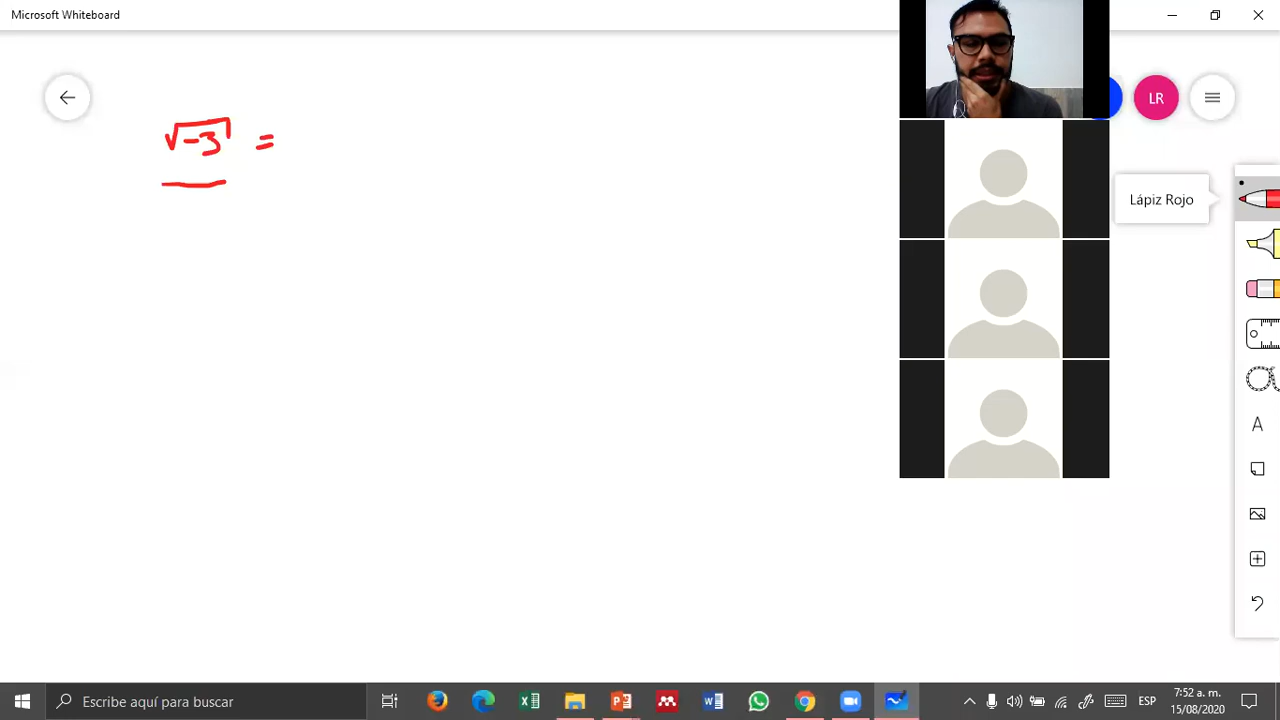 Microsoft Whiteboard
√-3 =
LR
Lápiz Rojo
A
Escribe aquí para buscar
ESP
7:52 a. m.
15/08/2020